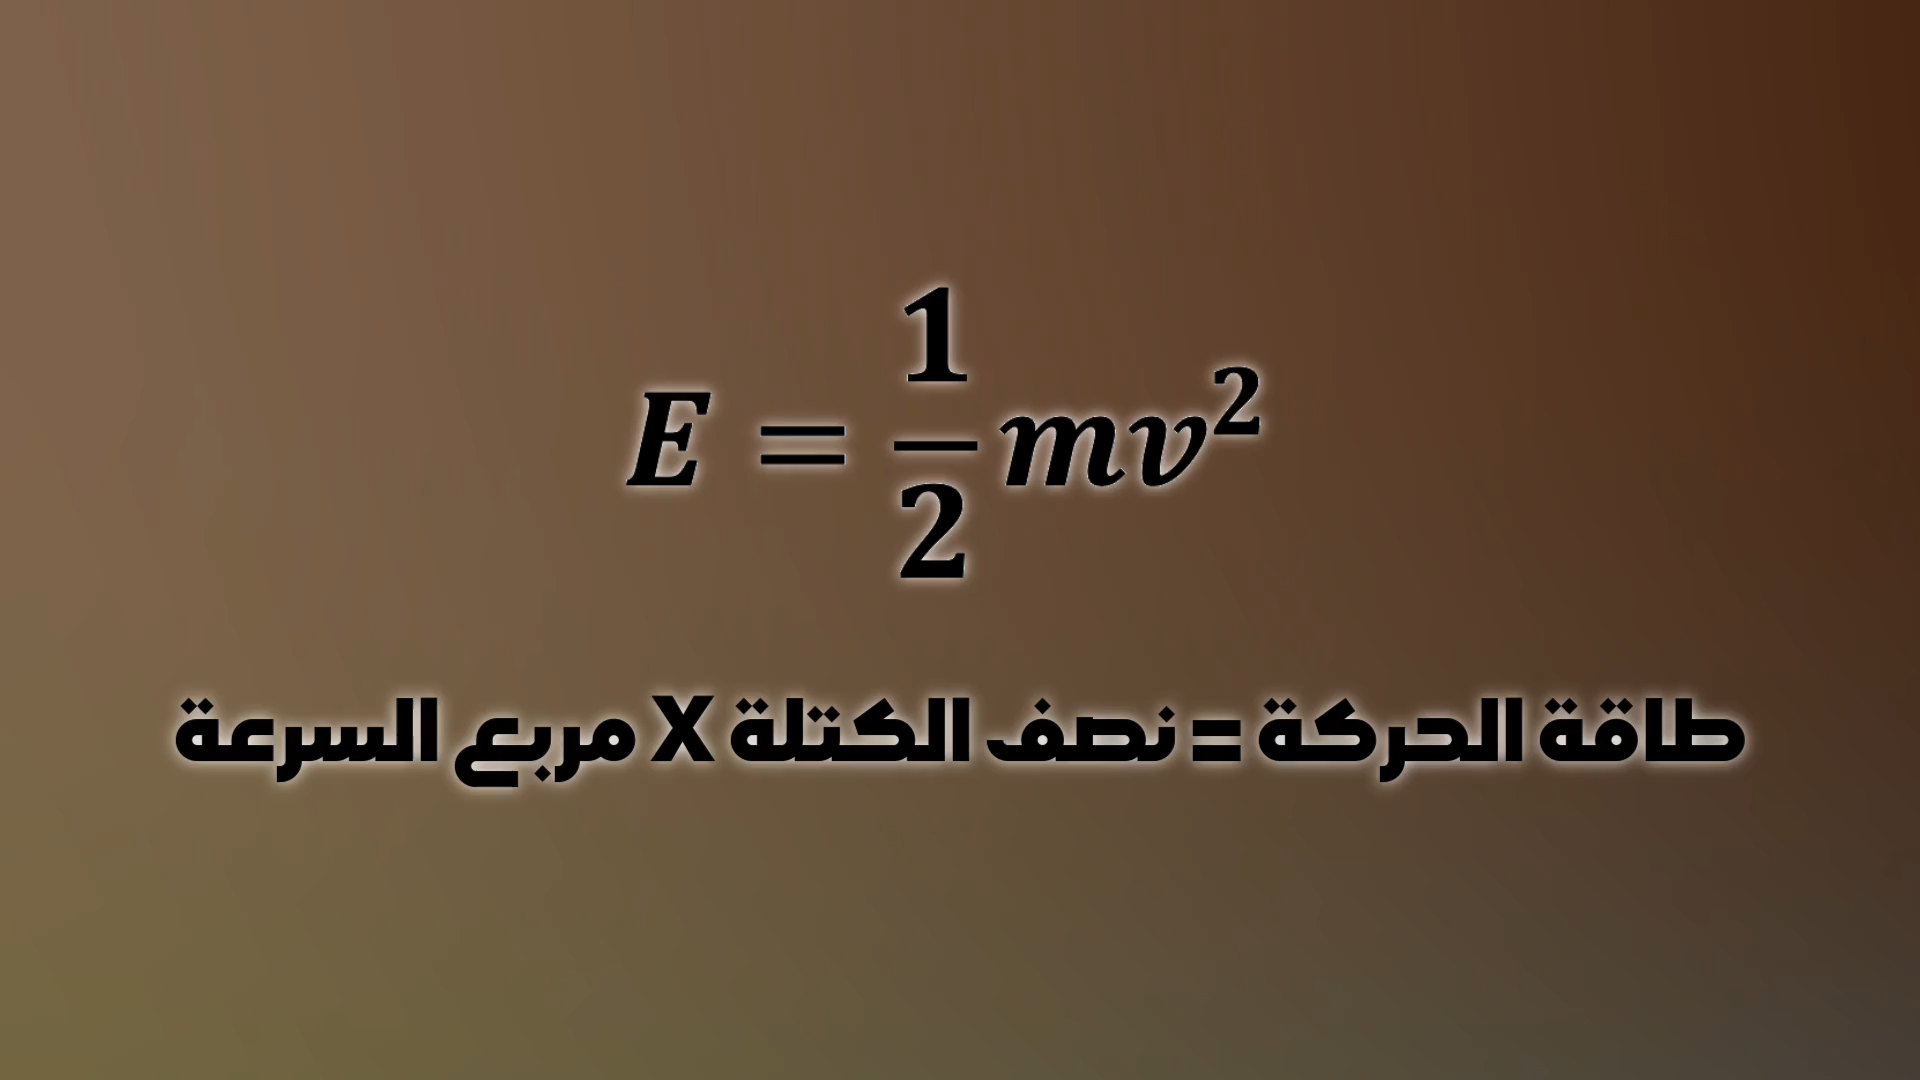 E = 1/2 mv²
طاقة الحركة = نصف الكتلة X مربع السرعة